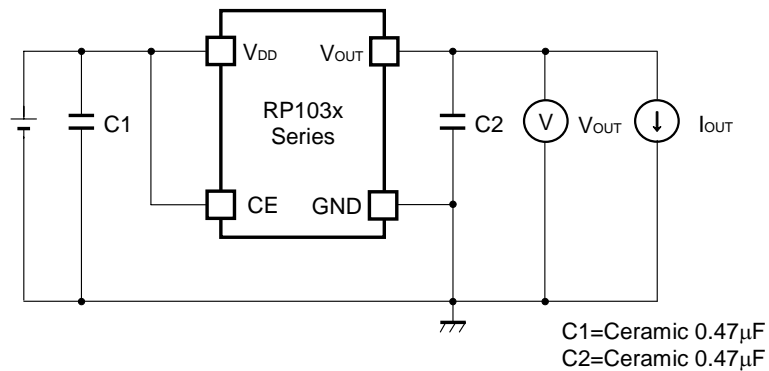 VDD
VOUT
RP103x
Series
C1
C2
V
VOUT
IOUT
CE
GND
C1=Ceramic 0.47μF
C2=Ceramic 0.47μF